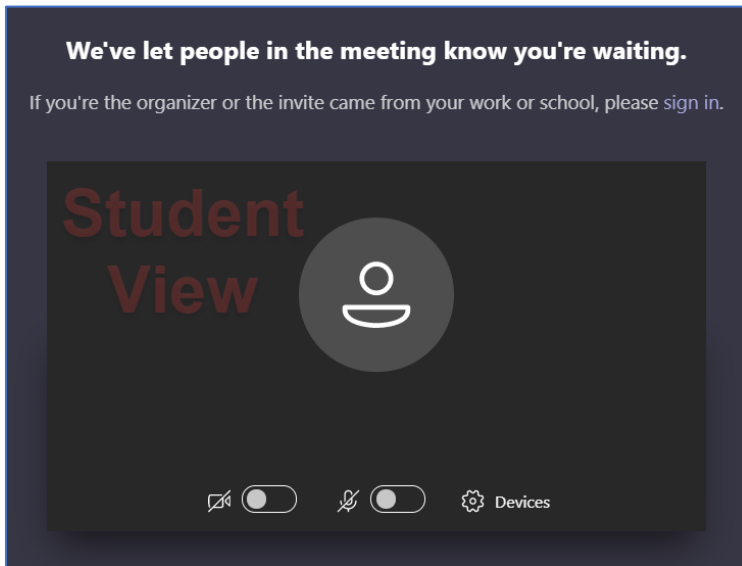 We've let people in the meeting know you're waiting.
If you're the organizer or the invite came from your work or school, please sign in.
Student
View
Devices